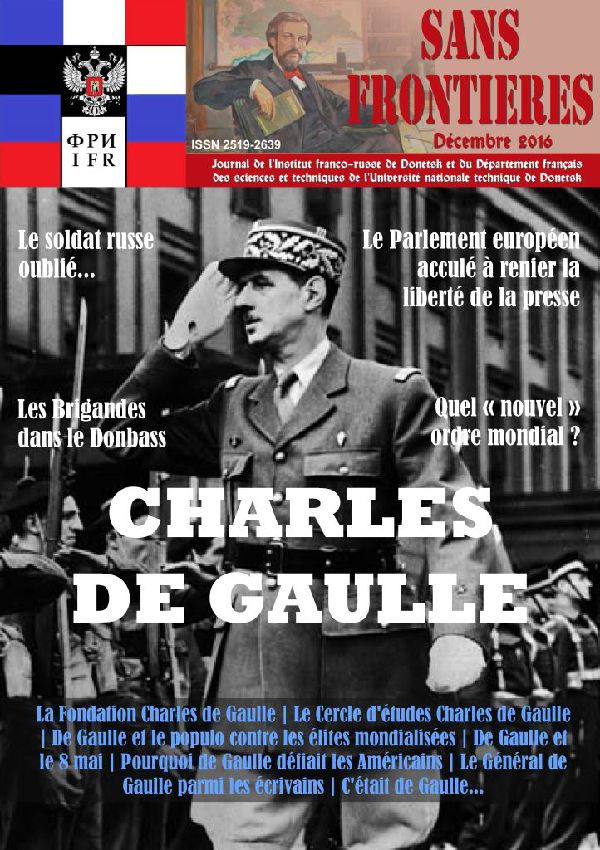 ФРИ
IFR
SANS
FRONTIERES
ISSN 2519-2639
Décembre 2016
Journal de l'Institut franco-russe de Donetsk et du Département français
des sciences et techniques de l'Université nationale technique de Donetsk
Le soldat russe
oublié...
Le Parlement européen
acculé à renier la
liberté de la presse
Les Brigandes
dans le Donbass
Quel « nouvel »
ordre mondial ?
CHARLES
DE GAULLE
La Fondation Charles de Gaulle | Le Cercle d'études Charles de Gaulle
| De Gaulle et le populo contre les élites mondialisées | De Gaulle et
le 8 mai | Pourquoi de Gaulle défiait les Américains | Le Général de
Gaulle parmi les écrivains | C'était de Gaulle...